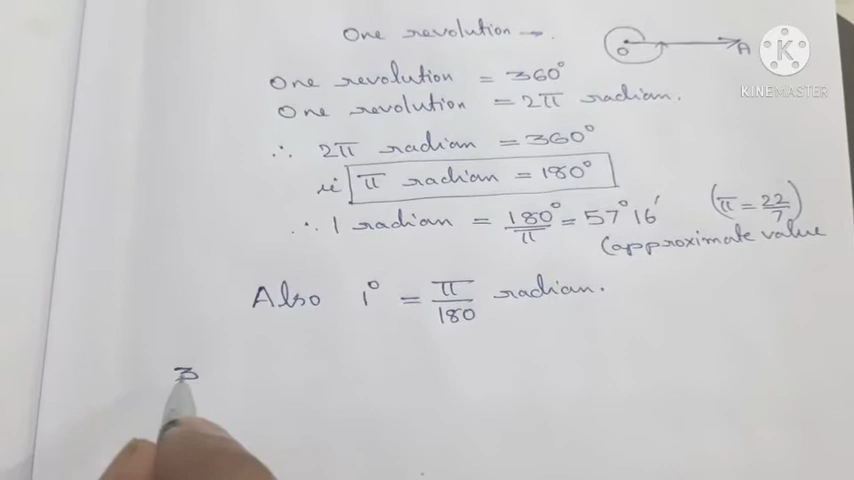 One revolution →.
O A
One revolution = 360°
One revolution = 2π radian.
∴ 2π radian = 360°
ie π radian = 180°
∴ 1 radian = 180°/π = 57° 16' (π = 22/7)
(approximate value
Also 1° = π/180 radian.
3
K
KINEMASTER